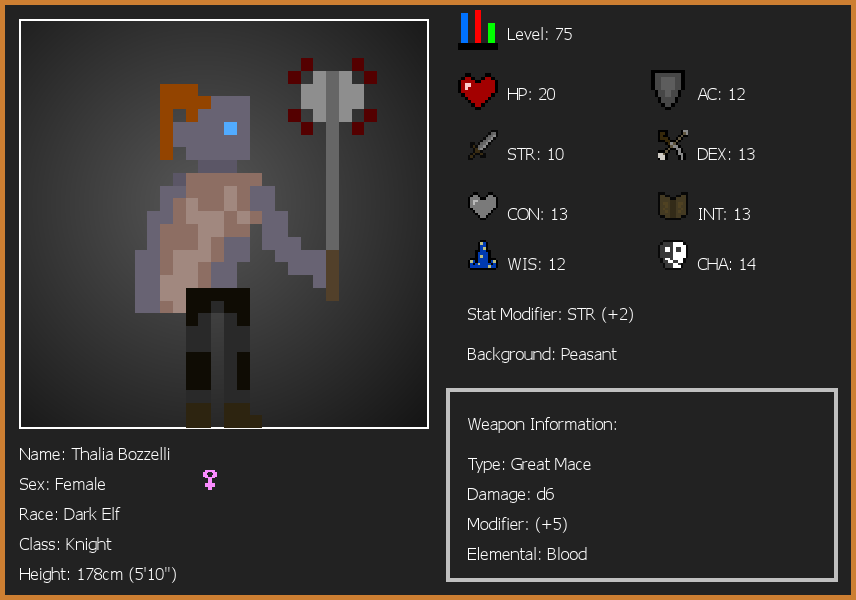 Level: 75
HP: 20
AC: 12
STR: 10
DEX: 13
CON: 13
INT: 13
WIS: 12
CHA: 14
Stat Modifier: STR (+2)
Background: Peasant
Weapon Information:
Type: Great Mace
Damage: d6
Modifier: (+5)
Elemental: Blood
Name: Thalia Bozzelli
Sex: Female
Race: Dark Elf
Class: Knight
Height: 178cm (5'10")